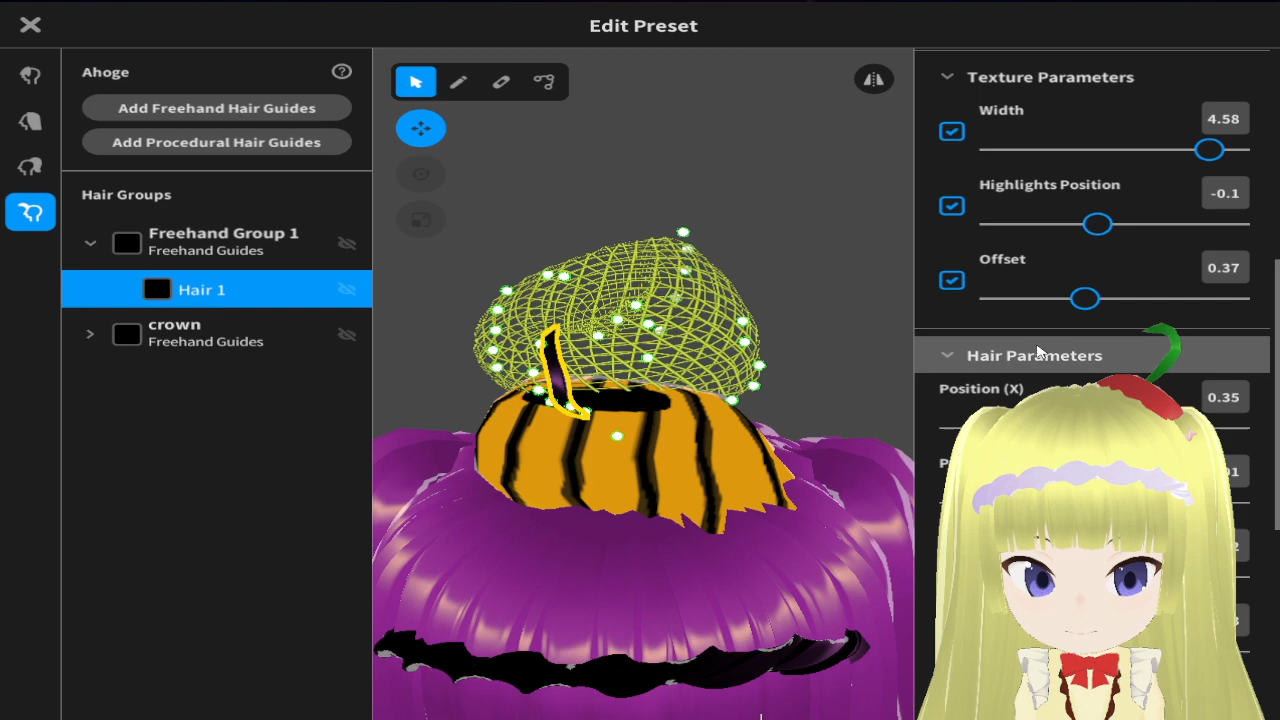 Edit Preset
Ahoge
Add Freehand Hair Guides
Add Procedural Hair Guides
Hair Groups
Freehand Group 1
Freehand Guides
Hair 1
crown
Freehand Guides
Texture Parameters
Width
4.58
Highlights Position
-0.1
Offset
0.37
Hair Parameters
Position (X)
0.35